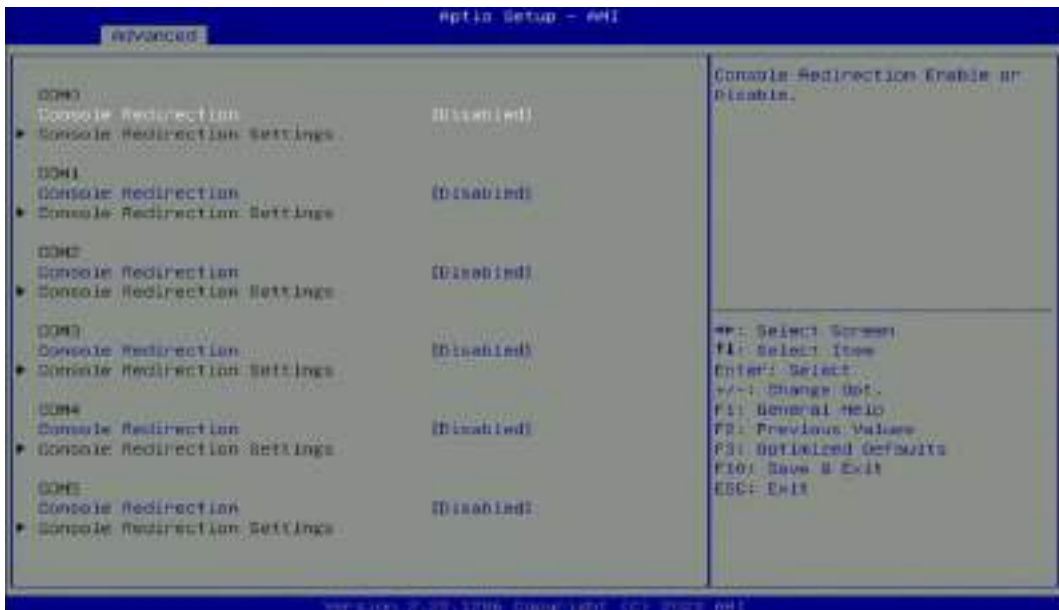 Aptio Setup - AMI
Advanced
COM0
Console Redirection [Disabled]
► Console Redirection Settings
COM1
Console Redirection [Disabled]
► Console Redirection Settings
COM2
Console Redirection [Disabled]
► Console Redirection Settings
COM3
Console Redirection [Disabled]
► Console Redirection Settings
COM4
Console Redirection [Disabled]
► Console Redirection Settings
COM5
Console Redirection [Disabled]
► Console Redirection Settings
Console Redirection Enable or
Disable.
→←: Select Screen
↑↓: Select Item
Enter: Select
+/-: Change Opt.
F1: General Help
F2: Previous Values
F3: Optimized Defaults
F10: Save & Exit
ESC: Exit
Version Copyright (C) AMI